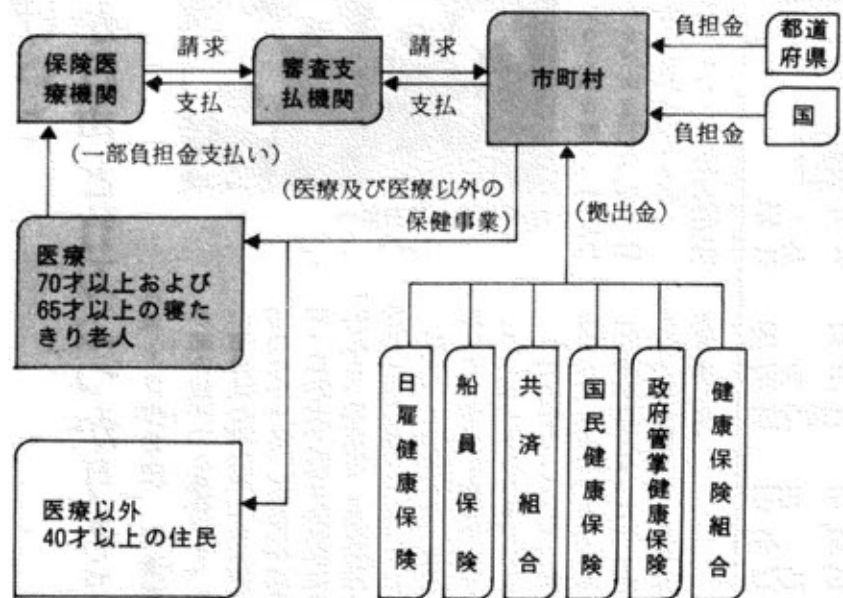 保険医
療機関
請求
支払
審査支
払機関
請求
支払
市町村
負担金
都道
府県
負担金
国
(一部負担金支払い)
(医療及び医療以外の
保健事業)
(拠出金)
医療
70才以上および
65才以上の寝た
きり老人
医療以外
40才以上の住民
日雇健康保険
船員保険
共済組合
国民健康保険
政府管掌健康保険
健康保険組合